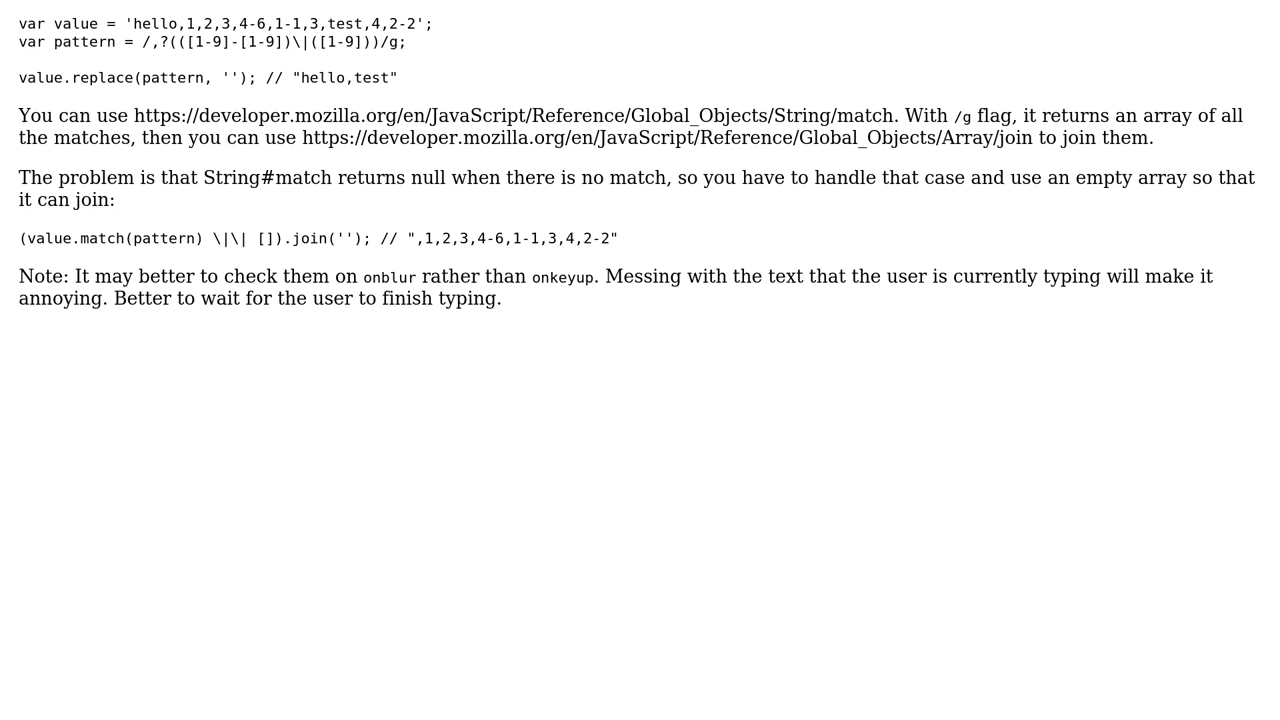 var value = 'hello,1,2,3,4-6,1-1,3,test,4,2-2';
var pattern = /,?(([1-9]-[1-9])\|([1-9]))/g;
value.replace(pattern, ''); // "hello,test"
You can use https://developer.mozilla.org/en/JavaScript/Reference/Global_Objects/String/match. With /g flag, it returns an array of all
the matches, then you can use https://developer.mozilla.org/en/JavaScript/Reference/Global_Objects/Array/join to join them.
The problem is that String#match returns null when there is no match, so you have to handle that case and use an empty array so that
it can join:
(value.match(pattern) \|\| []).join(''); // ",1,2,3,4-6,1-1,3,4,2-2"
Note: It may better to check them on onblur rather than onkeyup. Messing with the text that the user is currently typing will make it
annoying. Better to wait for the user to finish typing.